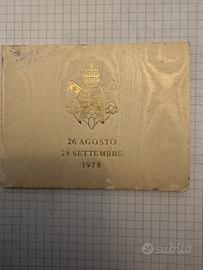 26 AGOSTO
28 SETTEMBRE
1978
subito